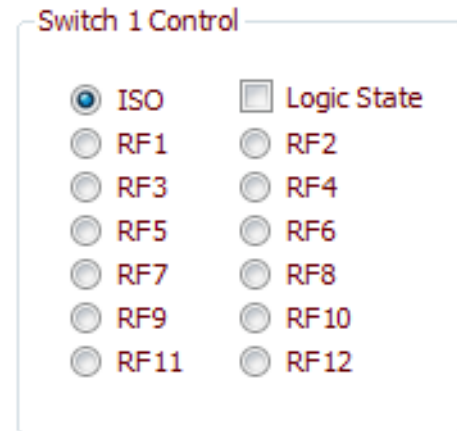 Switch 1 Control
ISO Logic State
RF1 RF2
RF3 RF4
RF5 RF6
RF7 RF8
RF9 RF10
RF11 RF12